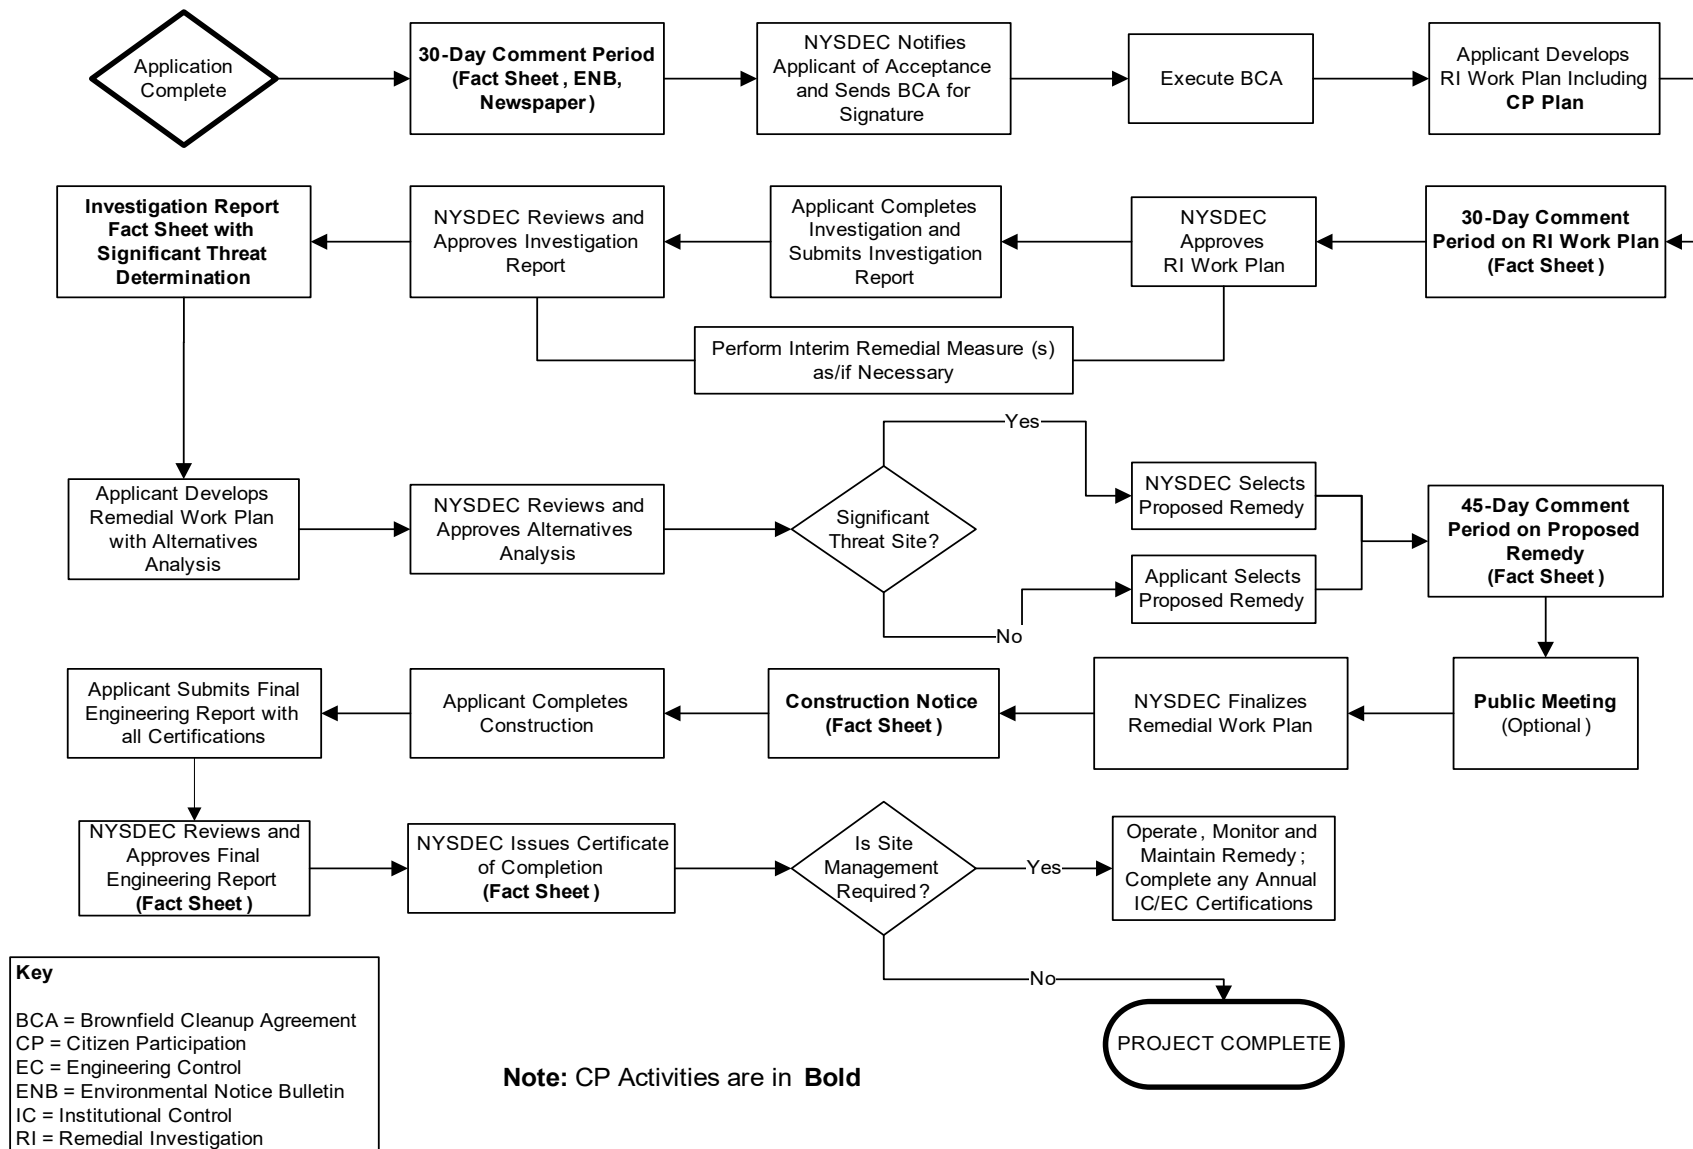 Application
Complete
30-Day Comment Period
(Fact Sheet, ENB,
Newspaper)
NYSDEC Notifies
Applicant of Acceptance
and Sends BCA for
Signature
Execute BCA
Applicant Develops
RI Work Plan Including
CP Plan
Investigation Report
Fact Sheet with
Significant Threat
Determination
NYSDEC Reviews and
Approves Investigation
Report
Applicant Completes
Investigation and
Submits Investigation
Report
NYSDEC
Approves
RI Work Plan
30-Day Comment
Period on RI Work Plan
(Fact Sheet)
Perform Interim Remedial Measure (s)
as/if Necessary
Applicant Develops
Remedial Work Plan
with Alternatives
Analysis
NYSDEC Reviews and
Approves Alternatives
Analysis
Significant
Threat Site?
Yes
No
NYSDEC Selects
Proposed Remedy
Applicant Selects
Proposed Remedy
45-Day Comment
Period on Proposed
Remedy
(Fact Sheet)
Applicant Submits Final
Engineering Report with
all Certifications
Applicant Completes
Construction
Construction Notice
(Fact Sheet)
NYSDEC Finalizes
Remedial Work Plan
Public Meeting
(Optional)
NYSDEC Reviews and
Approves Final
Engineering Report
(Fact Sheet)
NYSDEC Issues Certificate
of Completion
(Fact Sheet)
Is Site
Management
Required?
Yes
Operate, Monitor and
Maintain Remedy;
Complete any Annual
IC/EC Certifications
No
PROJECT COMPLETE
Key
BCA = Brownfield Cleanup Agreement
CP = Citizen Participation
EC = Engineering Control
ENB = Environmental Notice Bulletin
IC = Institutional Control
RI = Remedial Investigation
Note: CP Activities are in Bold